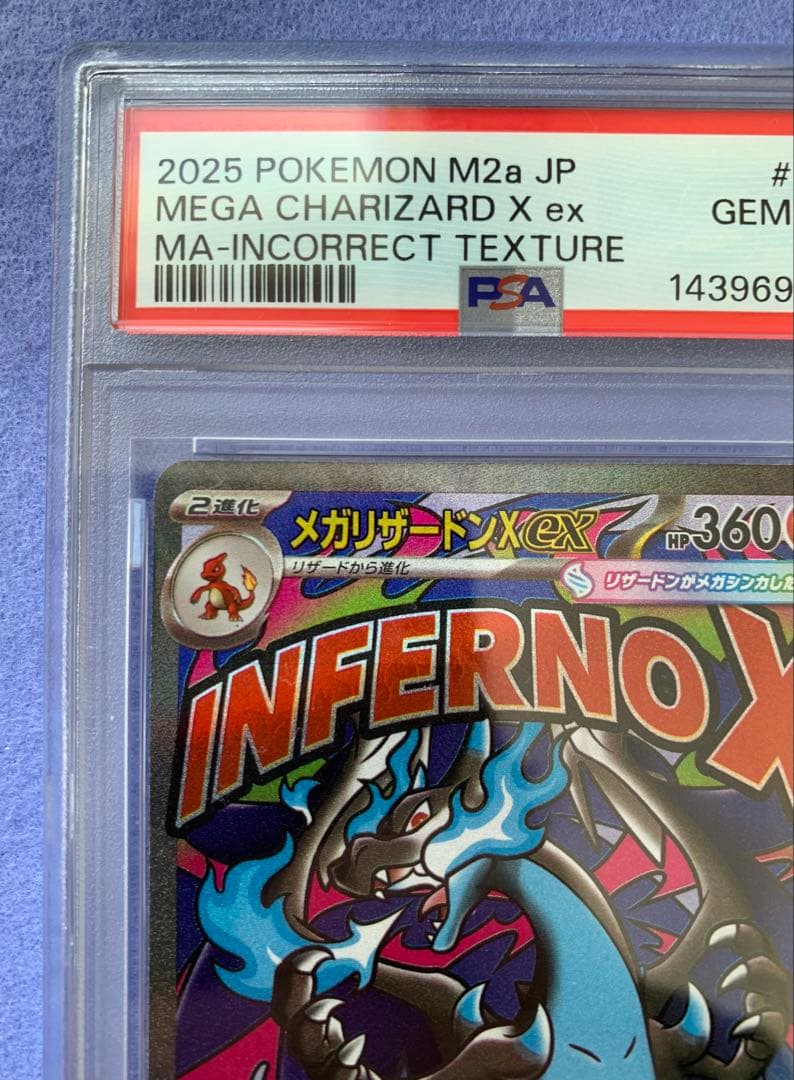 2025 POKEMON M2a JP
#
MEGA CHARIZARD X ex
GEM
MA-INCORRECT TEXTURE
PSA
143969
2進化
メガリザードンXex
HP360
リザードから進化
リザードンがメガシンカした
INFERNO X